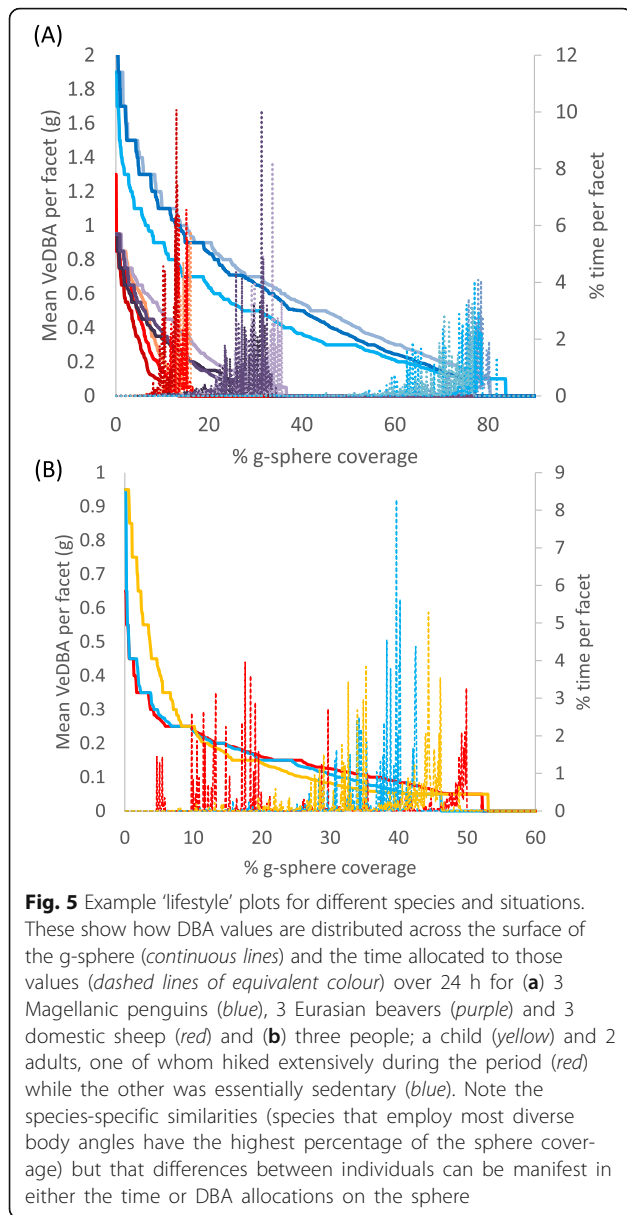 (A)
Mean VeDBA per facet (g)
2
1.8
1.6
1.4
1.2
1
0.8
0.6
0.4
0.2
0
12
10
8
6
4
2
0
% time per facet
0 20 40 60 80
% g-sphere coverage
(B)
Mean VeDBA per facet (g)
1
0.9
0.8
0.7
0.6
0.5
0.4
0.3
0.2
0.1
0
9
8
7
6
5
4
3
2
1
0
% time per facet
0 10 20 30 40 50 60
% g-sphere coverage
Fig. 5 Example ‘lifestyle’ plots for different species and situations.
These show how DBA values are distributed across the surface of
the g-sphere (continuous lines) and the time allocated to those
values (dashed lines of equivalent colour) over 24 h for (a) 3
Magellanic penguins (blue), 3 Eurasian beavers (purple) and 3
domestic sheep (red) and (b) three people; a child (yellow) and 2
adults, one of whom hiked extensively during the period (red)
while the other was essentially sedentary (blue). Note the
species-specific similarities (species that employ most diverse
body angles have the highest percentage of the sphere cover-
age) but that differences between individuals can be manifest in
either the time or DBA allocations on the sphere